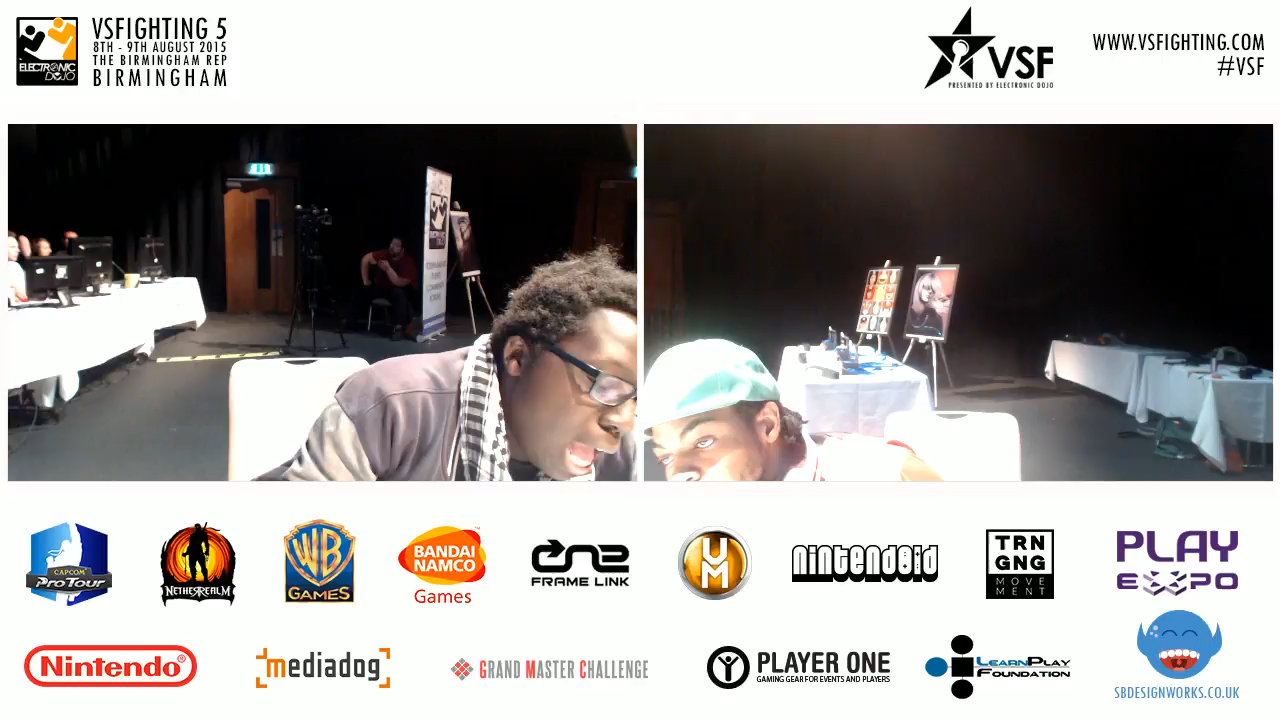 VSFIGHTING 5
8TH - 9TH AUGUST 2015
THE BIRMINGHAM REP
BIRMINGHAM
ELECTRONIC
DOJO
VSF
PRESENTED BY ELECTRONIC DOJO
WWW.VSFIGHTING.COM
#VSF
CAPCOM
PRO TOUR
NETHERREALM
WB
GAMES
BANDAI
NAMCO
Games
ONE
FRAME LINK
UM
nintendoid
TRN
GNG
MOVE
MENT
PLAY
EXPO
Nintendo®
mediadog
GRAND MASTER CHALLENGE
PLAYER ONE
GAMING GEAR FOR EVENTS AND PLAYERS
LEARNPLAY
FOUNDATION
SBDESIGNWORKS.CO.UK